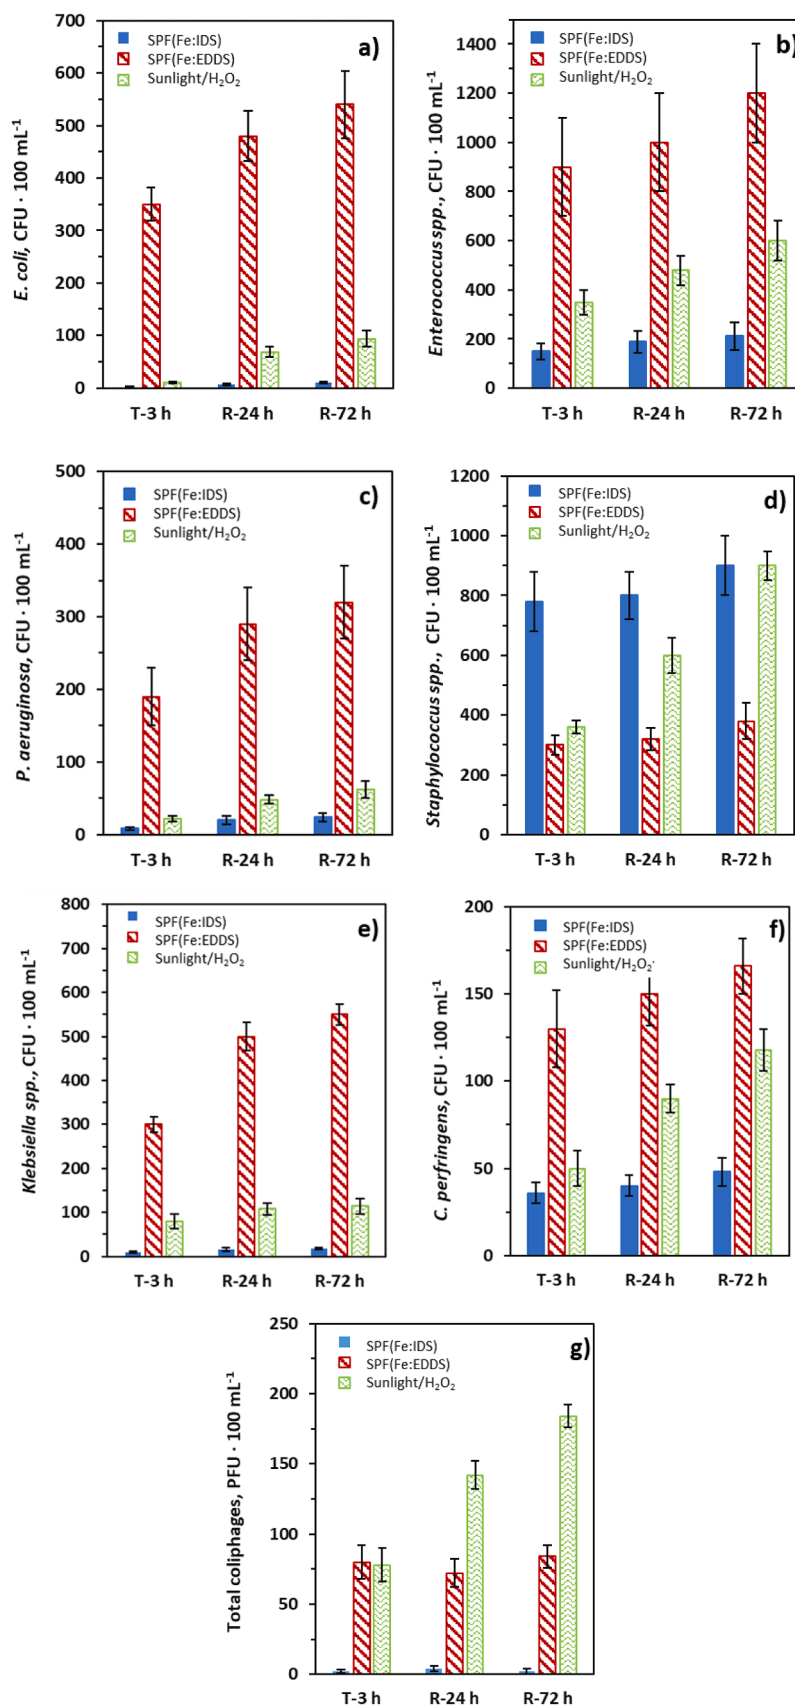 E. coli, CFU · 100 mL⁻¹
700
600
500
400
300
200
100
0
SPF(Fe:IDS)
SPF(Fe:EDDS)
Sunlight/H₂O₂
a)
T-3 h R-24 h R-72 h
Enterococcus spp., CFU · 100 mL⁻¹
1400
1200
1000
800
600
400
200
0
SPF(Fe:IDS)
SPF(Fe:EDDS)
Sunlight/H₂O₂
b)
T-3 h R-24 h R-72 h
P. aeruginosa, CFU · 100 mL⁻¹
500
400
300
200
100
0
SPF(Fe:IDS)
SPF(Fe:EDDS)
Sunlight/H₂O₂
c)
T-3 h R-24 h R-72 h
Staphylococcus spp., CFU · 100 mL⁻¹
1200
1000
800
600
400
200
0
SPF(Fe:IDS)
SPF(Fe:EDDS)
Sunlight/H₂O₂
d)
T-3 h R-24 h R-72 h
Klebsiella spp., CFU · 100 mL⁻¹
800
700
600
500
400
300
200
100
0
SPF(Fe:IDS)
SPF(Fe:EDDS)
Sunlight/H₂O₂
e)
T-3 h R-24 h R-72 h
C. perfringens, CFU · 100 mL⁻¹
200
150
100
50
0
SPF(Fe:IDS)
SPF(Fe:EDDS)
Sunlight/H₂O₂
f)
T-3 h R-24 h R-72 h
Total coliphages, PFU · 100 mL⁻¹
250
200
150
100
50
0
SPF(Fe:IDS)
SPF(Fe:EDDS)
Sunlight/H₂O₂
g)
T-3 h R-24 h R-72 h